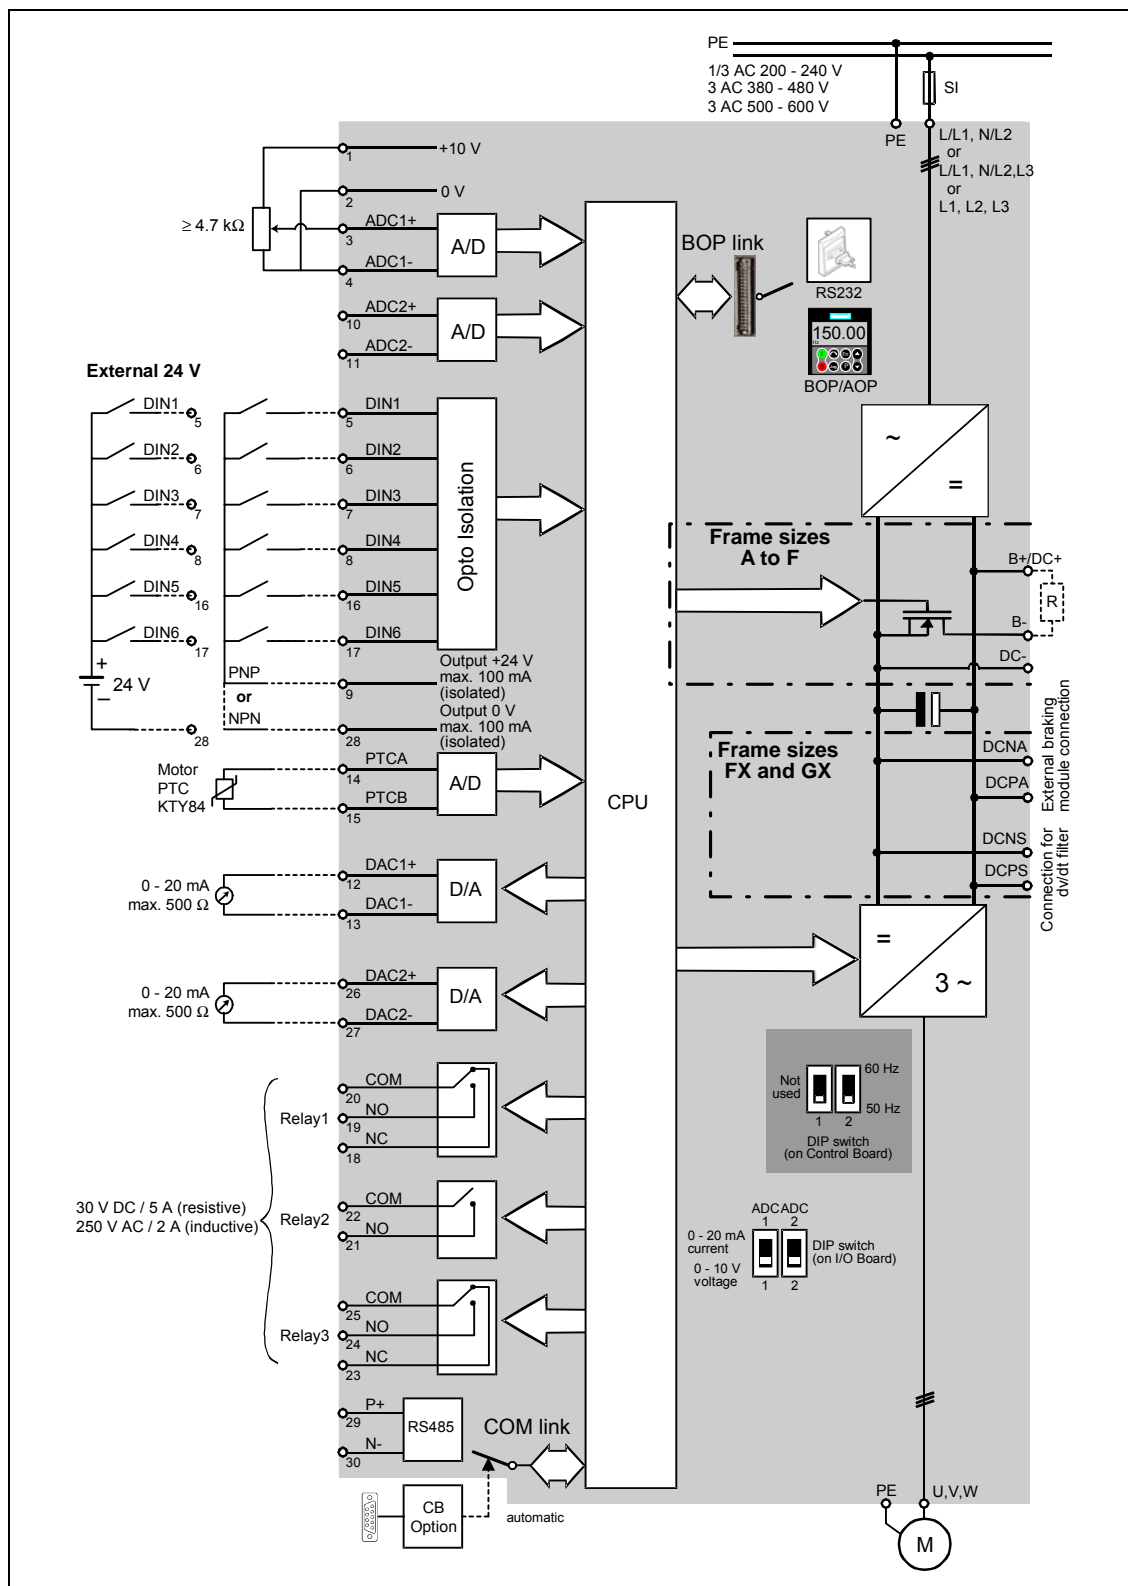 PE
1/3 AC 200 - 240 V
3 AC 380 - 480 V
3 AC 500 - 600 V
SI
PE
L/L1, N/L2
or
L/L1, N/L2,L3
or
L1, L2, L3
1
+10 V
2
0 V
≥ 4.7 kΩ
ADC1+
3
ADC1-
4
A/D
ADC2+
10
ADC2-
11
A/D
BOP link
RS232
150.00
Hz
BOP/AOP
External 24 V
DIN1
5
DIN2
6
DIN3
7
DIN4
8
DIN5
16
DIN6
17
+
24 V
–
28
DIN1
5
DIN2
6
DIN3
7
DIN4
8
DIN5
16
DIN6
17
Opto Isolation
PNP
or
NPN
9
Output +24 V
max. 100 mA
(isolated)
28
Output 0 V
max. 100 mA
(isolated)
Motor
PTC
KTY84
PTCA
14
PTCB
15
A/D
CPU
~
=
Frame sizes
A to F
B+/DC+
R
B-
DC-
Frame sizes
FX and GX
DCNA
DCPA
DCNS
DCPS
External braking
module connection
Connection for
dv/dt filter
=
3 ~
0 - 20 mA
max. 500 Ω
DAC1+
12
DAC1-
13
D/A
0 - 20 mA
max. 500 Ω
DAC2+
26
DAC2-
27
D/A
Not
used
60 Hz
50 Hz
1 2
DIP switch
(on Control Board)
30 V DC / 5 A (resistive)
250 V AC / 2 A (inductive)
Relay1
COM
20
NO
19
NC
18
Relay2
COM
22
NO
21
Relay3
COM
25
NO
24
NC
23
ADC ADC
1 2
0 - 20 mA
current
0 - 10 V
voltage
1 2
DIP switch
(on I/O Board)
P+
29
N-
30
RS485
COM link
CB
Option
automatic
PE
U,V,W
M